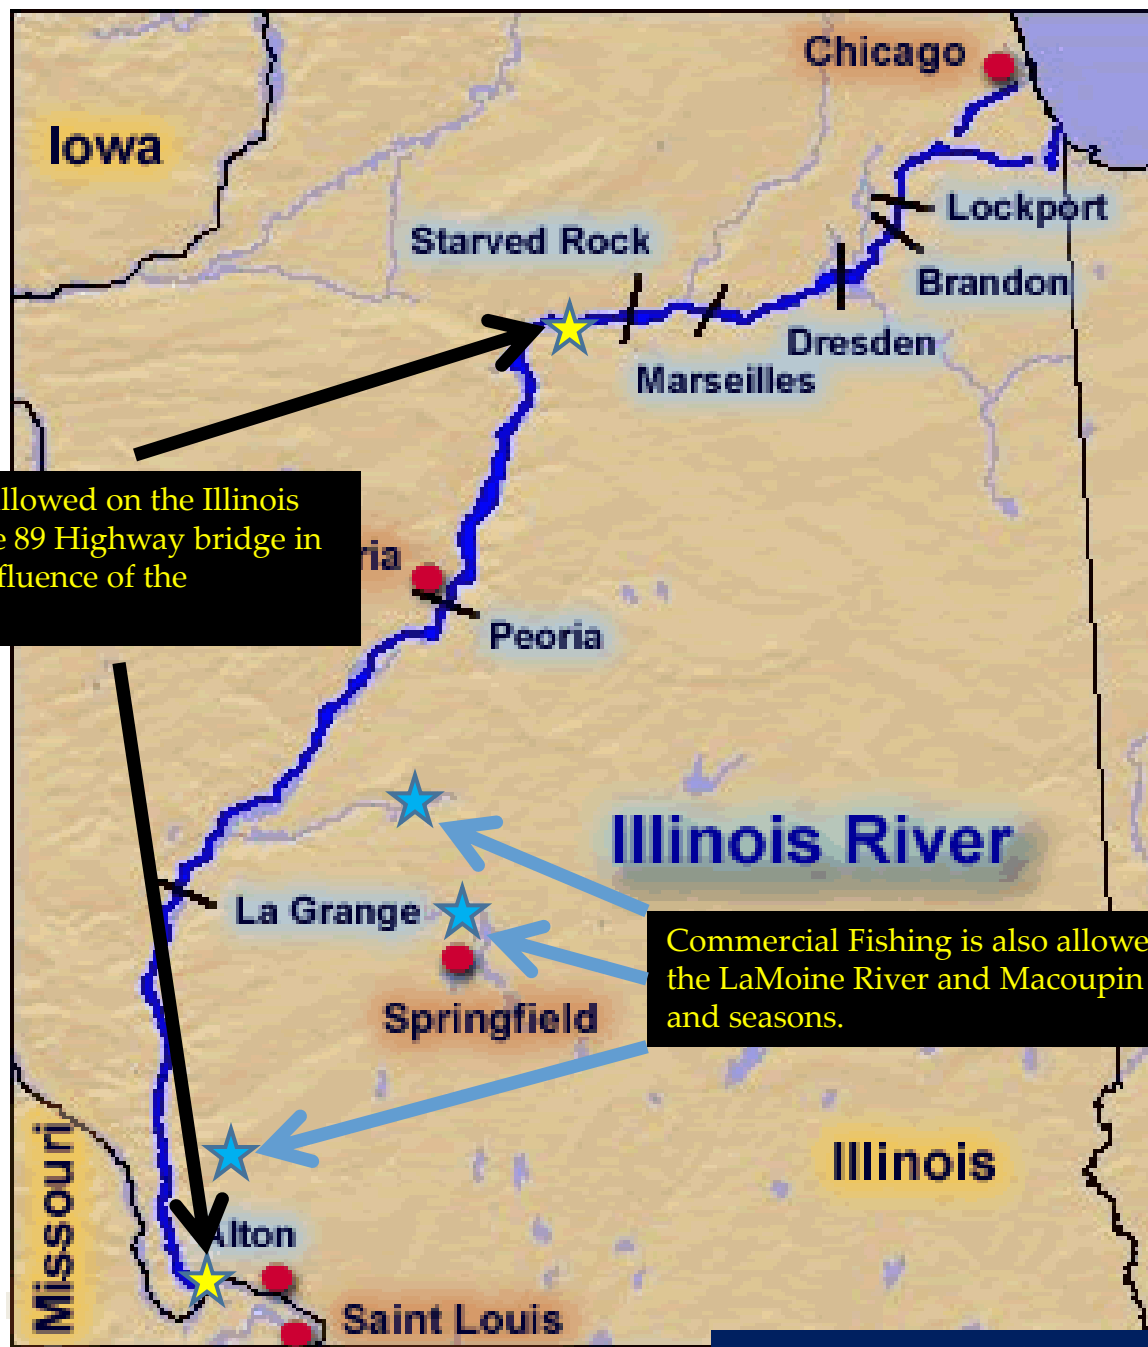 Chicago
Iowa
Lockport
Starved Rock
Brandon
Dresden
Marseilles
llowed on the Illinois
e 89 Highway bridge in
fluence of the
ria
Peoria
Illinois River
La Grange
Commercial Fishing is also allowe
the LaMoine River and Macoupin
and seasons.
Springfield
Missouri
Illinois
Alton
Saint Louis